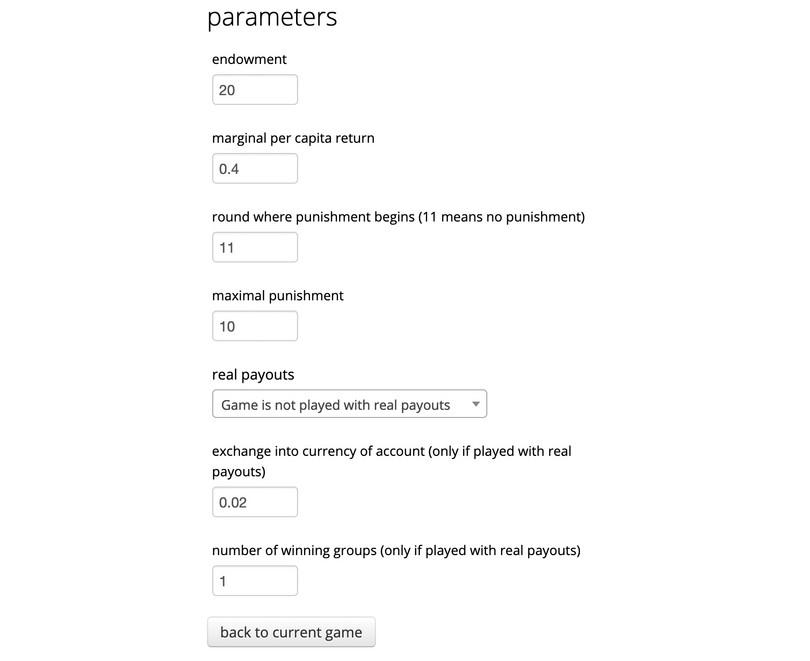 parameters
endowment
20
marginal per capita return
0.4
round where punishment begins (11 means no punishment)
11
maximal punishment
10
real payouts
Game is not played with real payouts
exchange into currency of account (only if played with real
payouts)
0.02
number of winning groups (only if played with real payouts)
1
back to current game